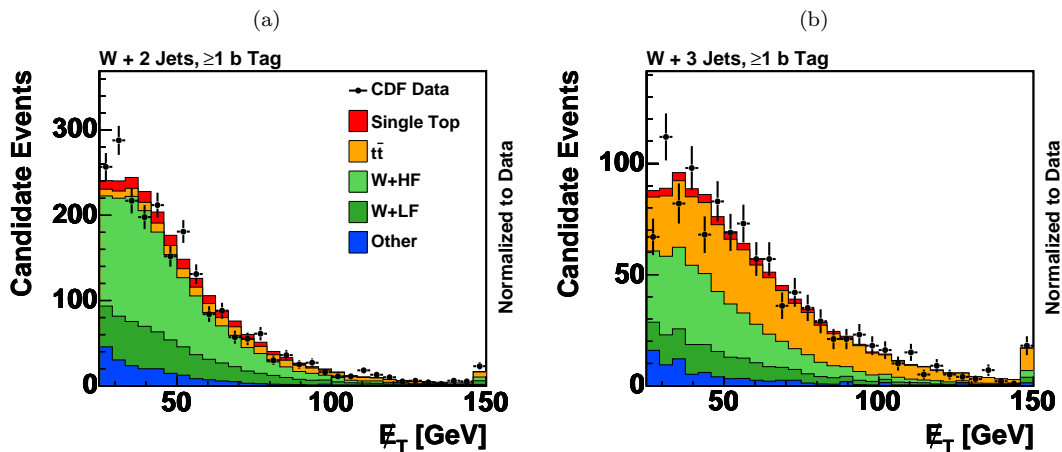 (a)
W + 2 Jets, ≥1 b Tag
Candidate Events
300
200
100
0
50
100
150
CDF Data
Single Top
tt̄
W+HF
W+LF
Other
Normalized to Data
E̸_T [GeV]
(b)
W + 3 Jets, ≥1 b Tag
Candidate Events
100
50
0
50
100
150
Normalized to Data
E̸_T [GeV]